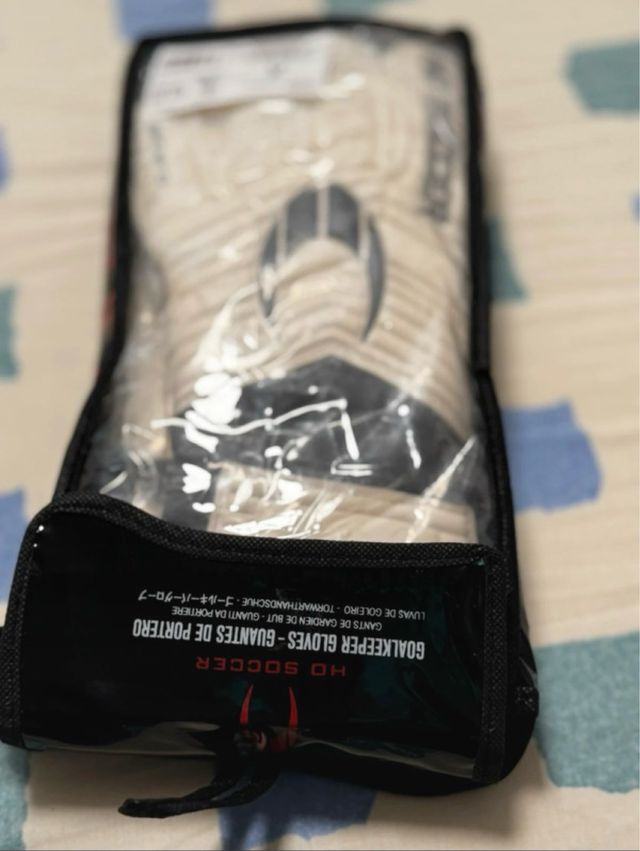 HO SOCCER
GOALKEEPER GLOVES - GUANTES DE PORTERO
GANTS DE GARDIEN DE BUT - GUANTI DA PORTIERE
LUVAS DE GOLEIRO - TORWARTHANDSCHUE - ゴールキーパーグローブ